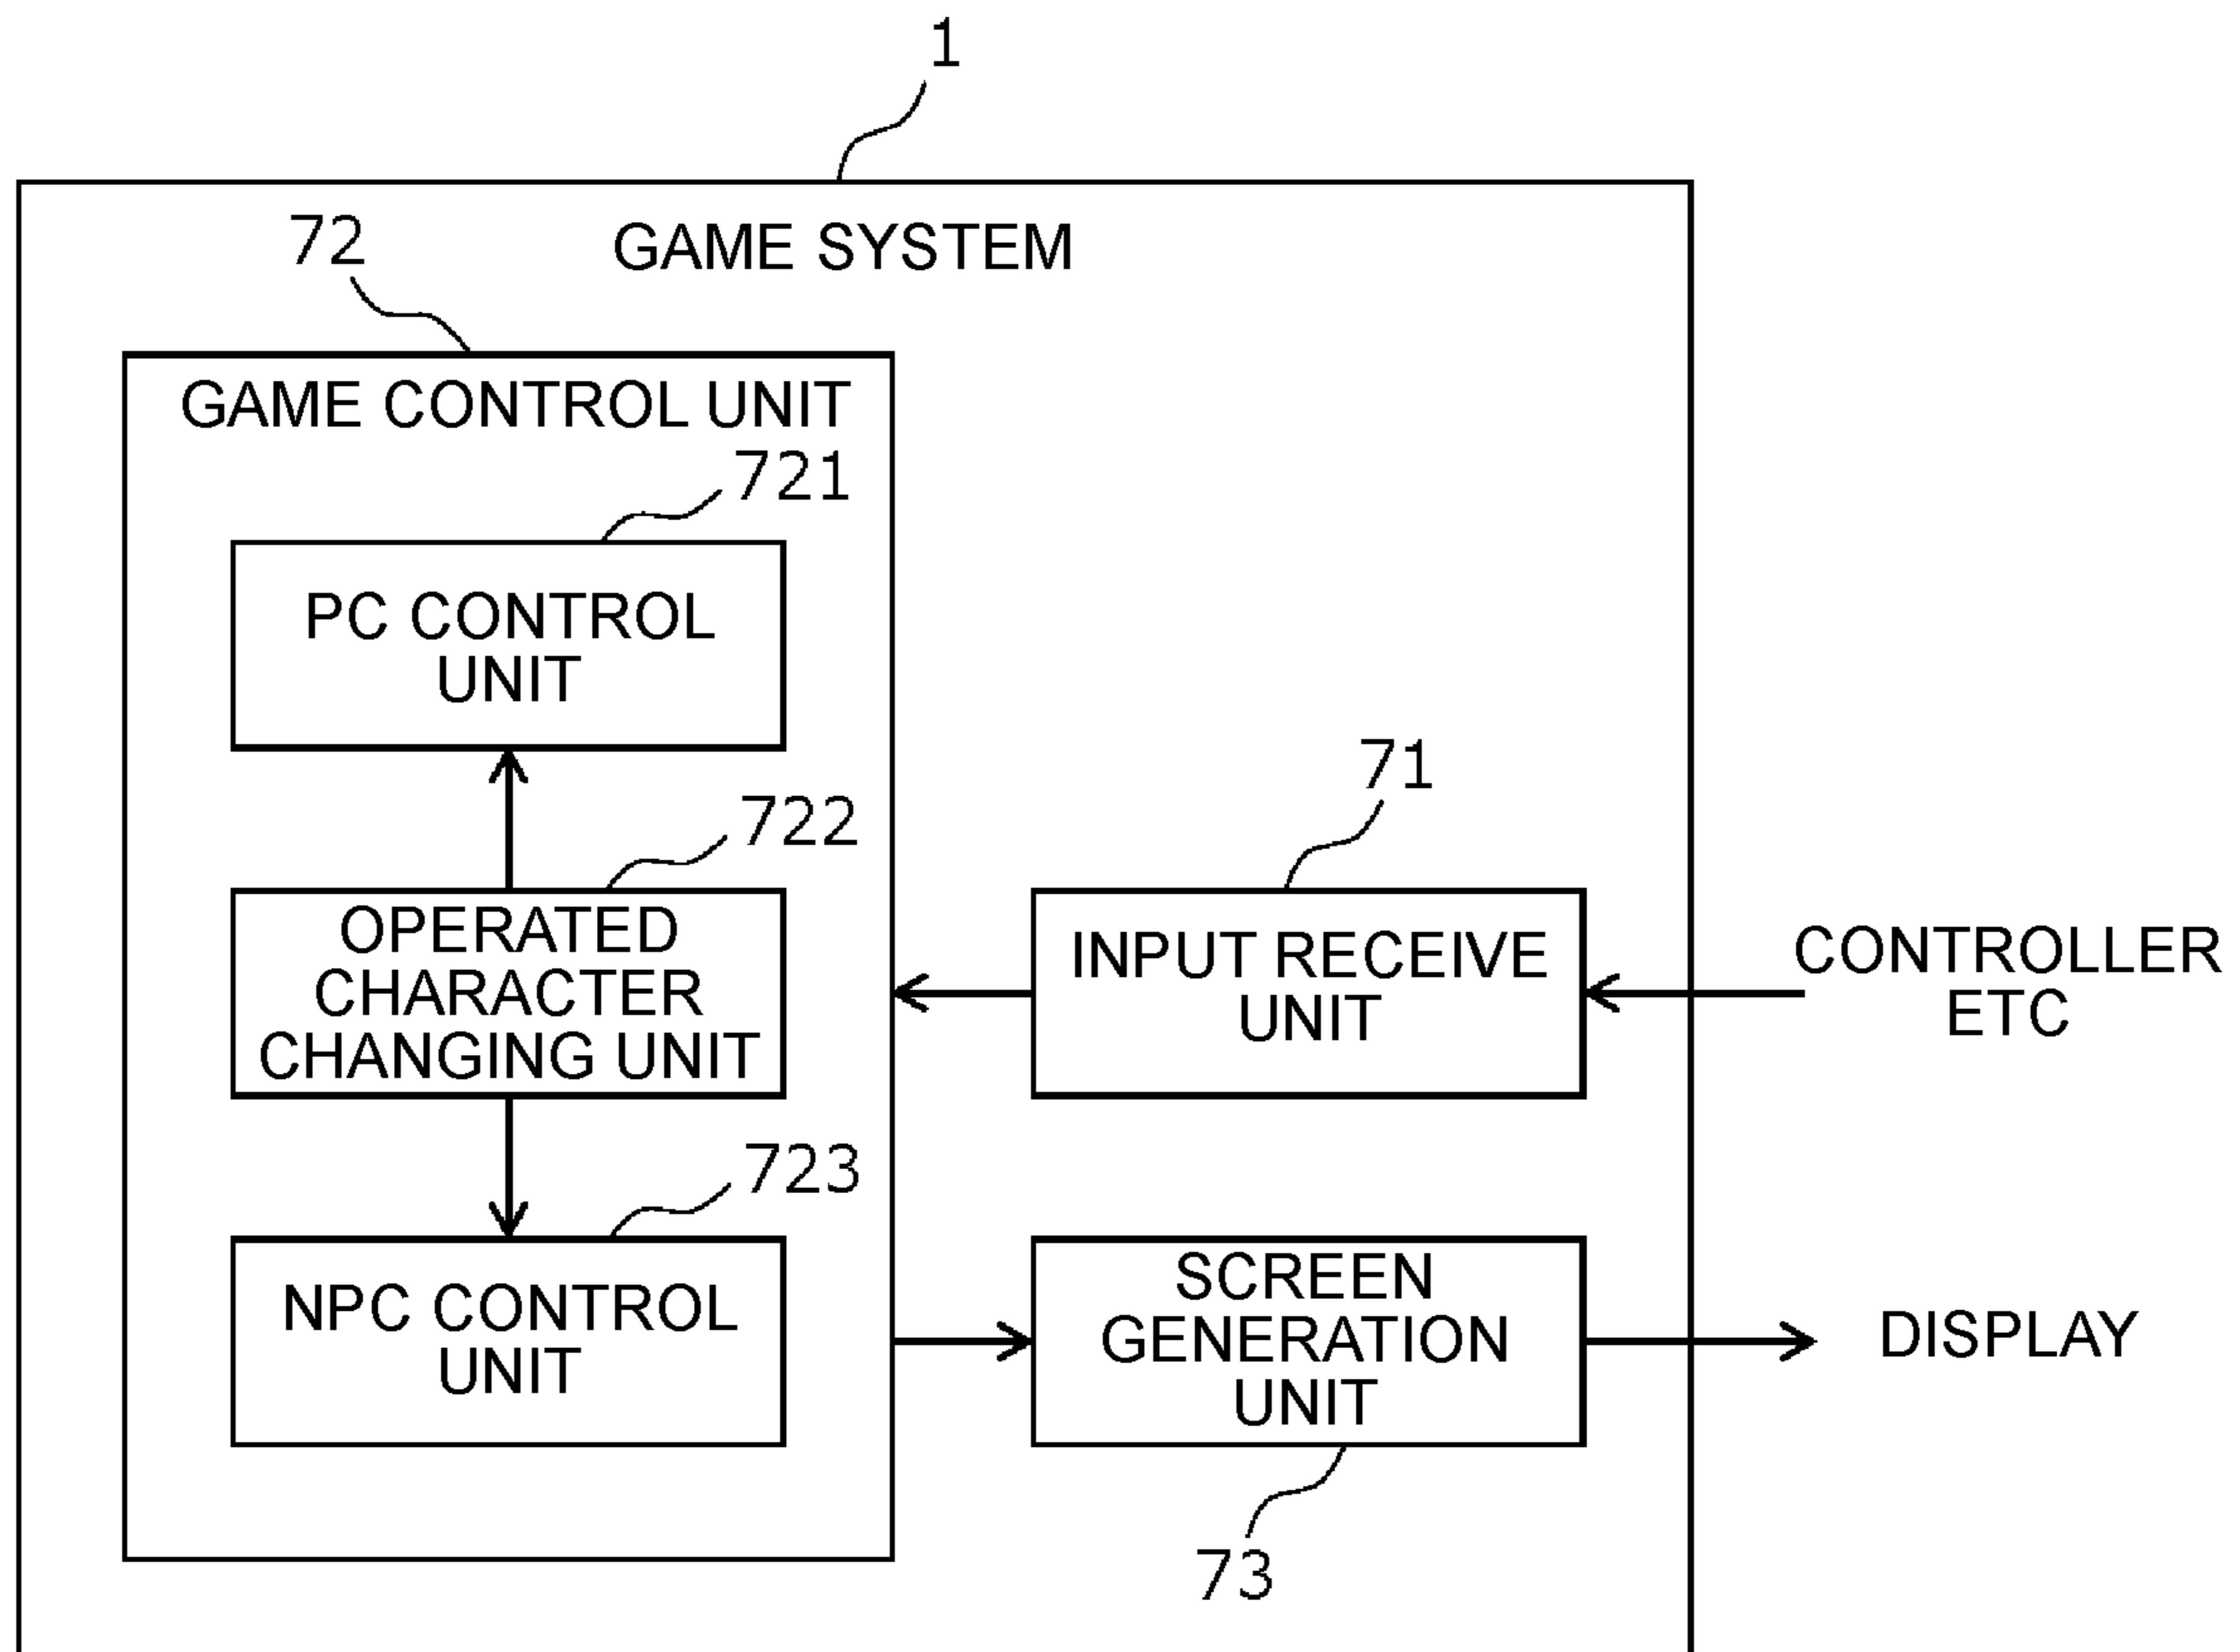 1
GAME SYSTEM
72
GAME CONTROL UNIT
721
PC CONTROL
UNIT
722
OPERATED
CHARACTER
CHANGING UNIT
723
NPC CONTROL
UNIT
71
INPUT RECEIVE
UNIT
CONTROLLER
ETC
SCREEN
GENERATION
UNIT
73
DISPLAY